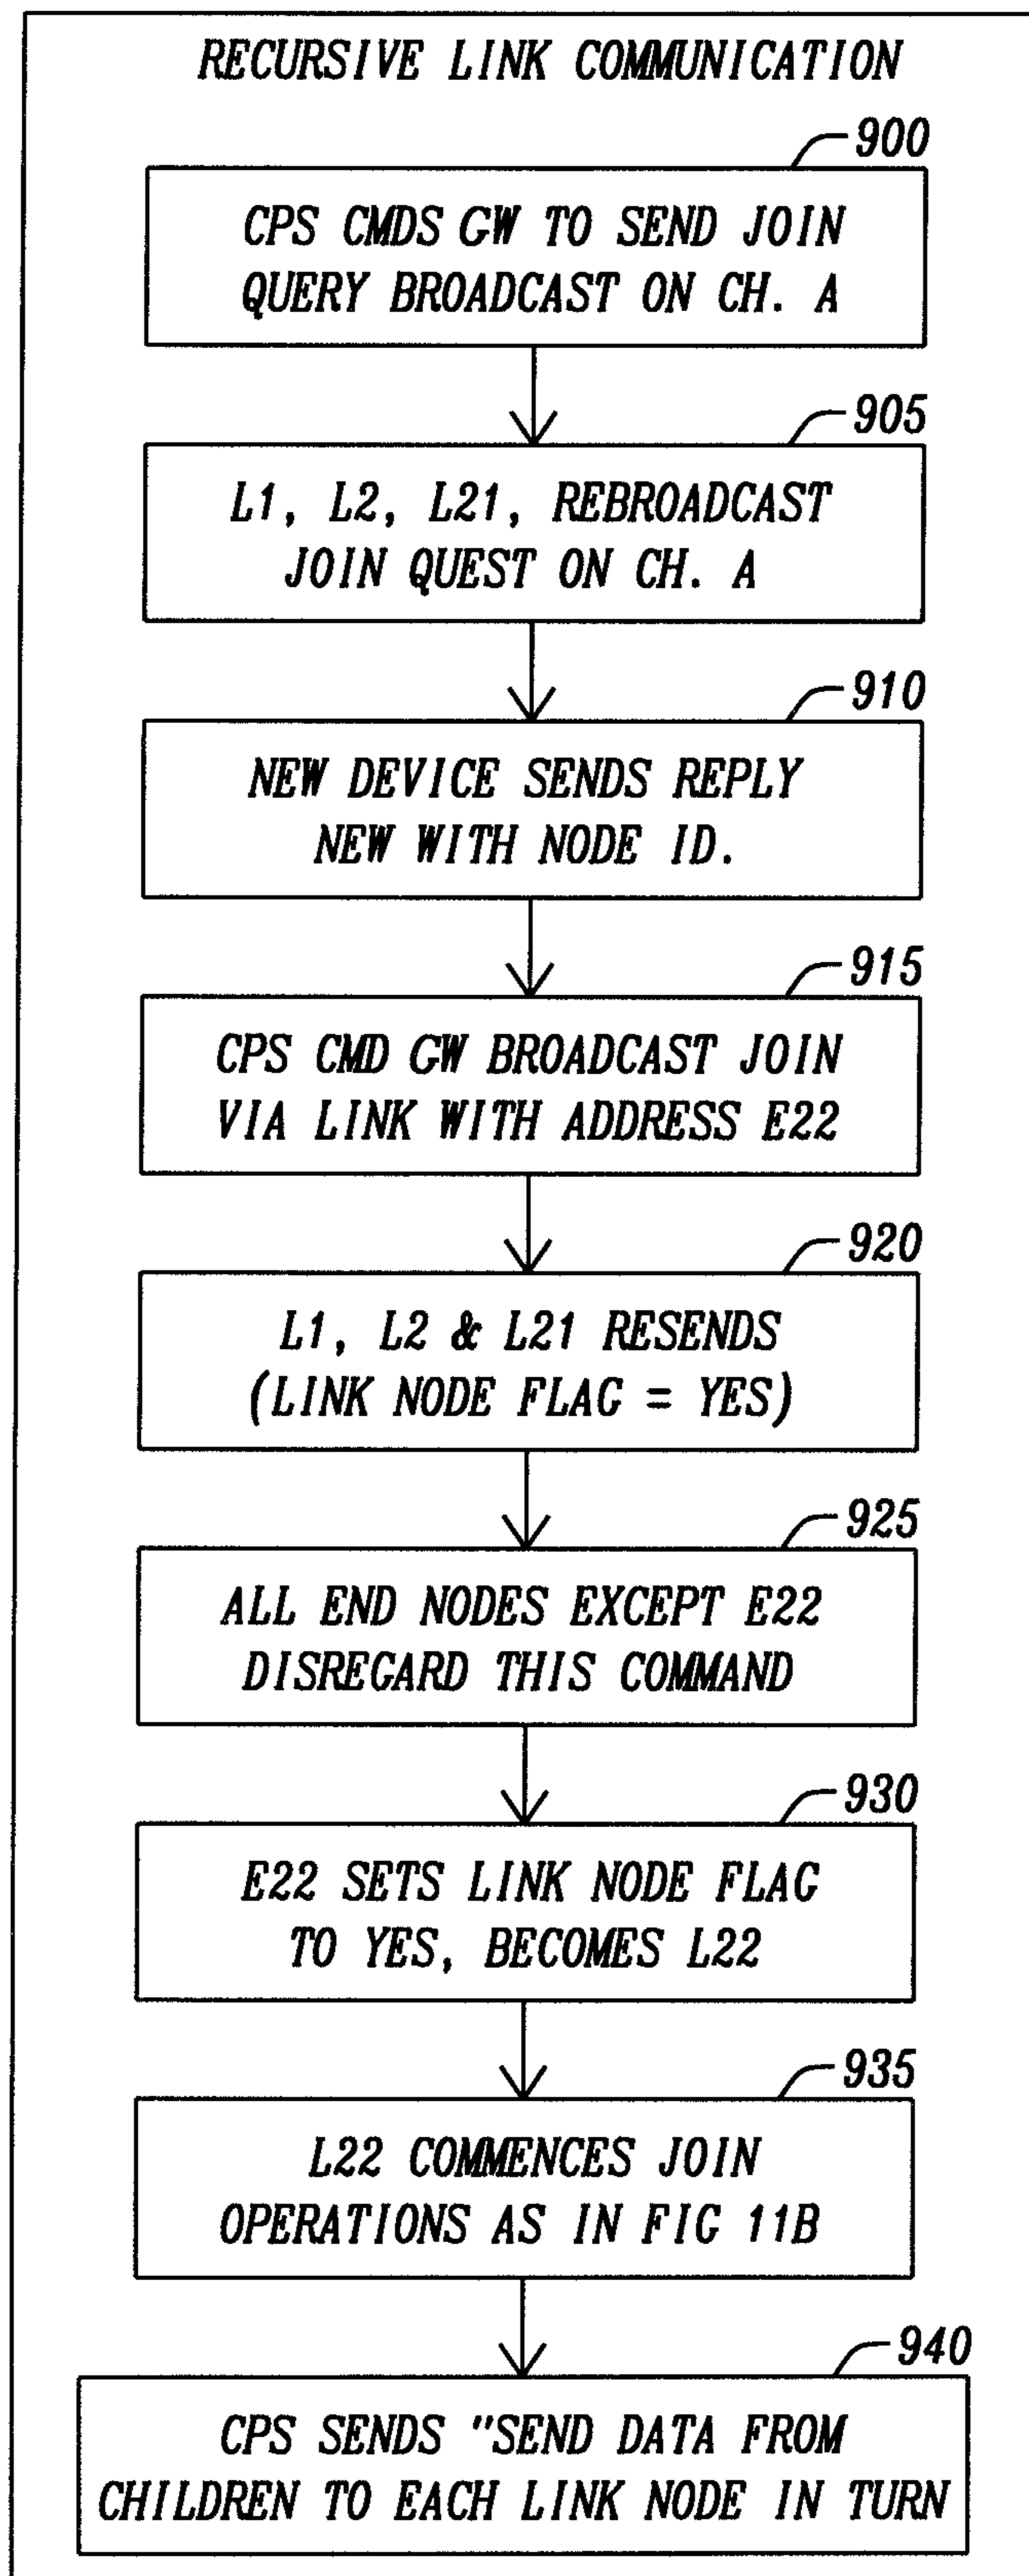 RECURSIVE LINK COMMUNICATION
900
CPS CMDS GW TO SEND JOIN
QUERY BROADCAST ON CH. A
905
L1, L2, L21, REBROADCAST
JOIN QUEST ON CH. A
910
NEW DEVICE SENDS REPLY
NEW WITH NODE ID.
915
CPS CMD GW BROADCAST JOIN
VIA LINK WITH ADDRESS E22
920
L1, L2 & L21 RESENDS
(LINK NODE FLAG = YES)
925
ALL END NODES EXCEPT E22
DISREGARD THIS COMMAND
930
E22 SETS LINK NODE FLAG
TO YES, BECOMES L22
935
L22 COMMENCES JOIN
OPERATIONS AS IN FIG 11B
940
CPS SENDS "SEND DATA FROM
CHILDREN TO EACH LINK NODE IN TURN